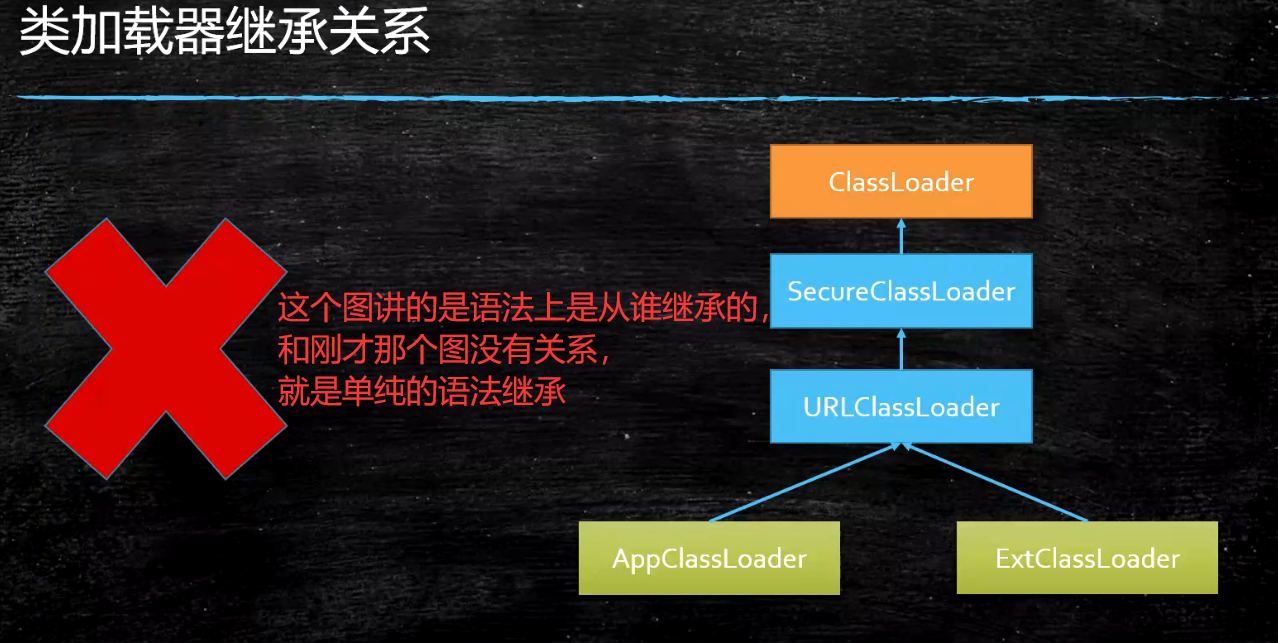 类加载器继承关系
ClassLoader
SecureClassLoader
这个图讲的是语法上是从谁继承的，
和刚才那个图没有关系，
就是单纯的语法继承
URLClassLoader
AppClassLoader
ExtClassLoader